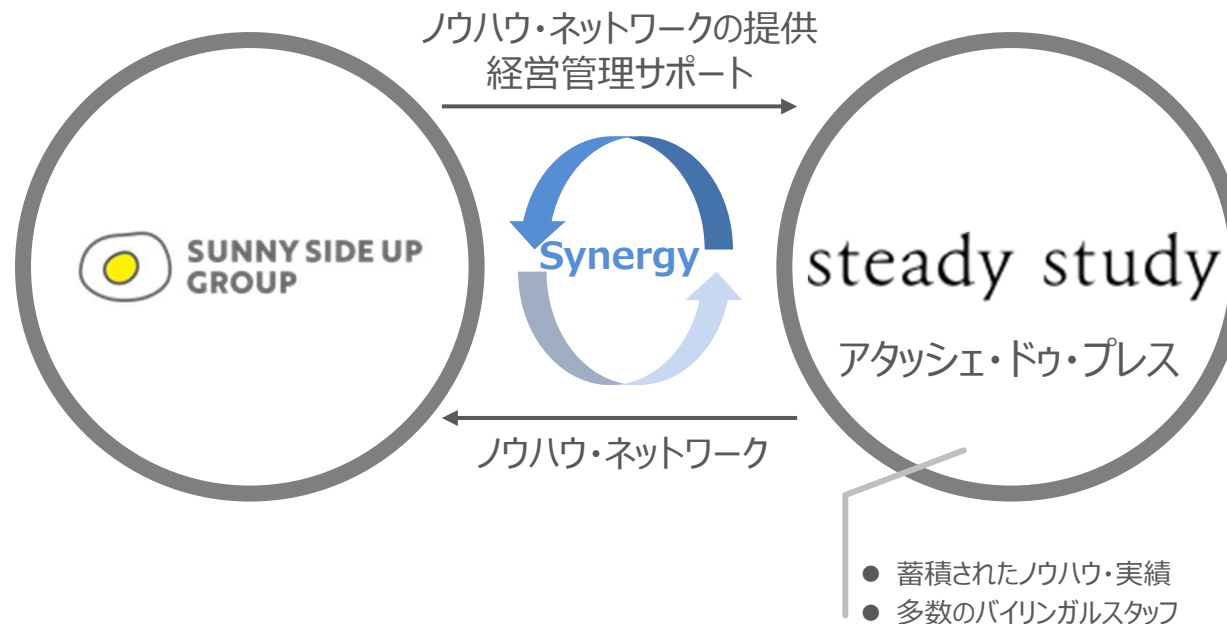 ノウハウ・ネットワークの提供
経営管理サポート
SUNNY SIDE UP
GROUP
Synergy
steady study
アタッシェ・ドゥ・プレス
ノウハウ・ネットワーク
● 蓄積されたノウハウ・実績
● 多数のバイリンガルスタッフ